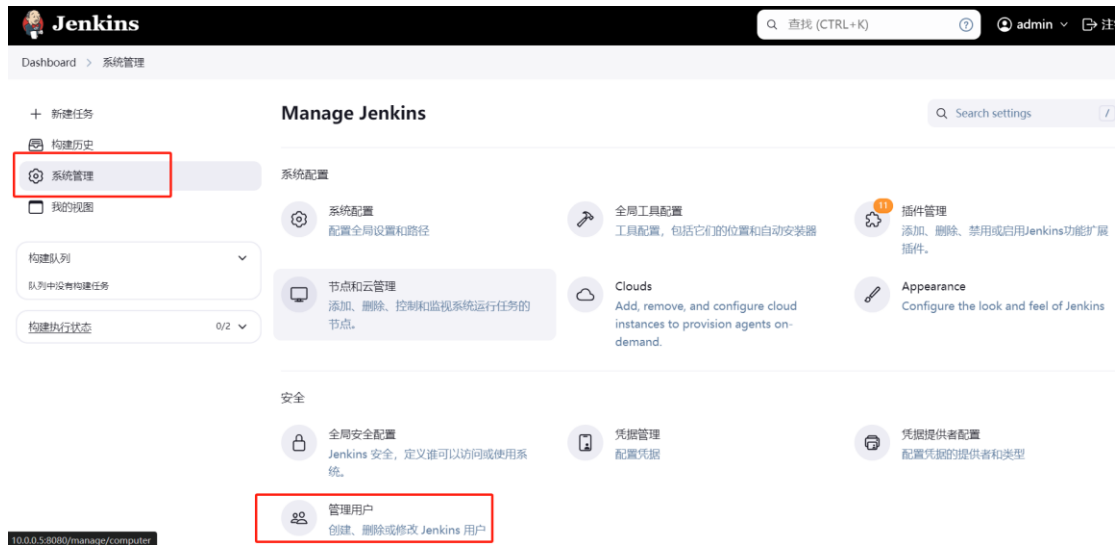 Jenkins
查找 (CTRL+K)
admin
Dashboard > 系统管理
新建任务
构建历史
系统管理
我的视图
构建队列
队列中没有构建任务
构建执行状态 0/2
Manage Jenkins
Search settings /
系统配置
系统配置
配置全局设置和路径
全局工具配置
工具配置，包括它们的位置和自动安装器
11
插件管理
添加、删除、禁用或启用Jenkins功能扩展
插件。
节点和云管理
添加、删除、控制和监视系统运行任务的
节点。
Clouds
Add, remove, and configure cloud
instances to provision agents on-
demand.
Appearance
Configure the look and feel of Jenkins
安全
全局安全配置
Jenkins 安全，定义谁可以访问或使用系
统。
凭据管理
配置凭据
凭据提供者配置
配置凭据的提供者和类型
管理用户
创建、删除或修改 Jenkins 用户
10.0.0.5:8080/manage/computer